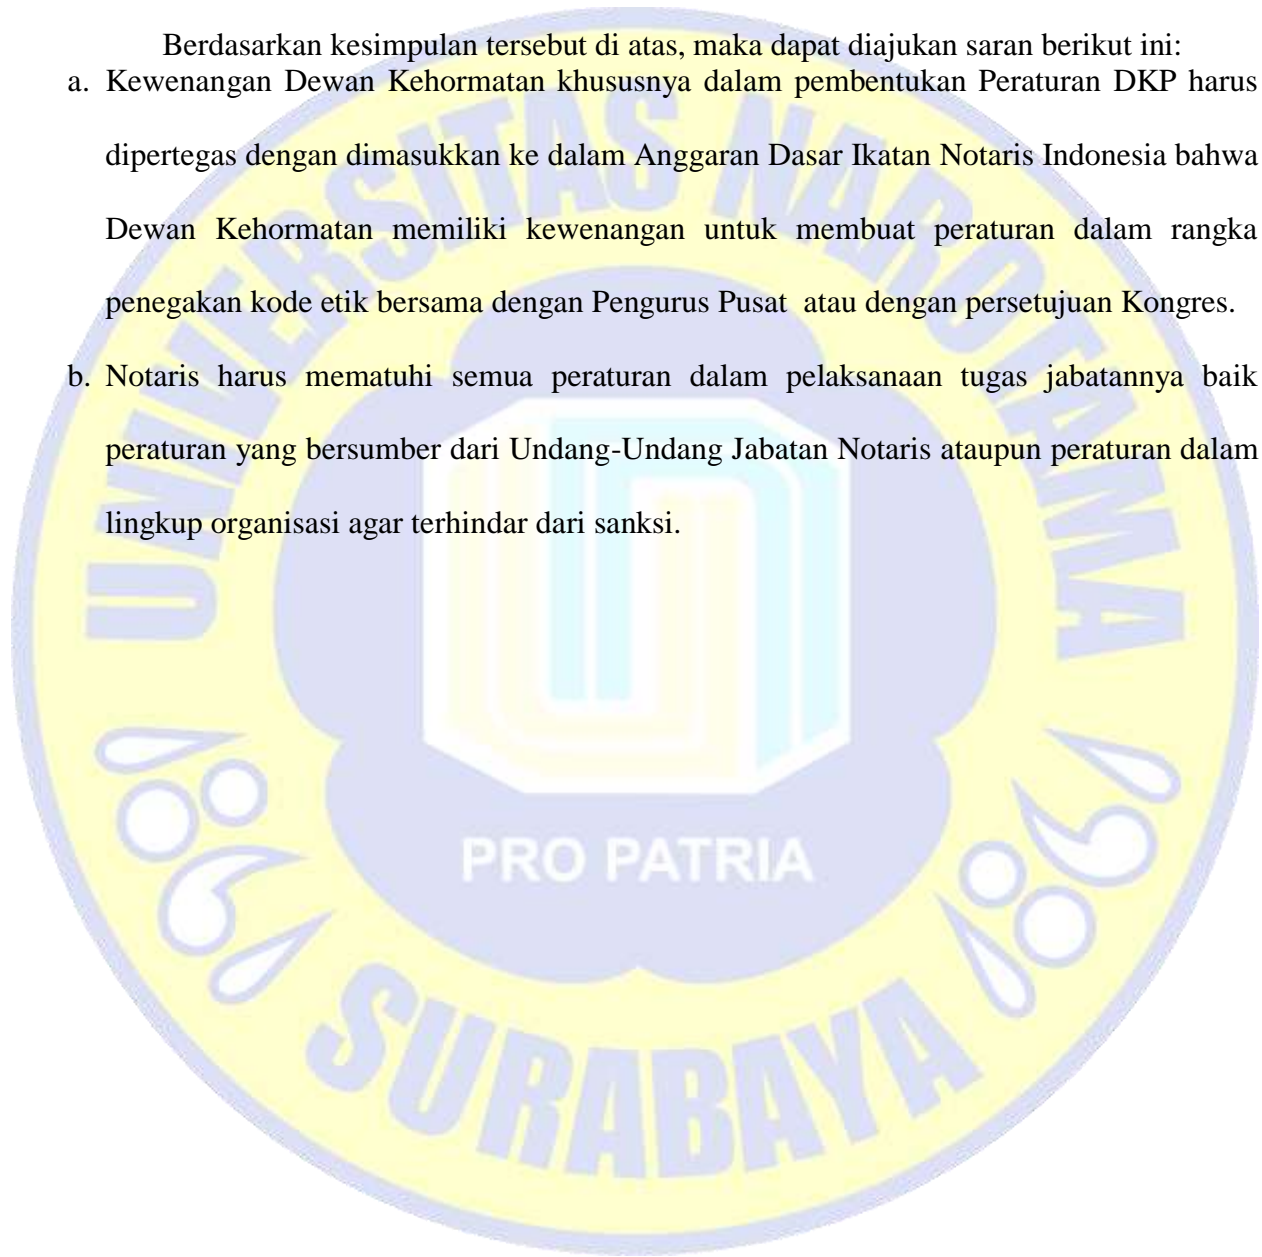 Berdasarkan kesimpulan tersebut di atas, maka dapat diajukan saran berikut ini:
a. Kewenangan Dewan Kehormatan khususnya dalam pembentukan Peraturan DKP harus
dipertegas dengan dimasukkan ke dalam Anggaran Dasar Ikatan Notaris Indonesia bahwa
Dewan Kehormatan memiliki kewenangan untuk membuat peraturan dalam rangka
penegakan kode etik bersama dengan Pengurus Pusat atau dengan persetujuan Kongres.
b. Notaris harus mematuhi semua peraturan dalam pelaksanaan tugas jabatannya baik
peraturan yang bersumber dari Undang-Undang Jabatan Notaris ataupun peraturan dalam
lingkup organisasi agar terhindar dari sanksi.
UNIVERSITAS NAROTAMA
PRO PATRIA
SURABAYA